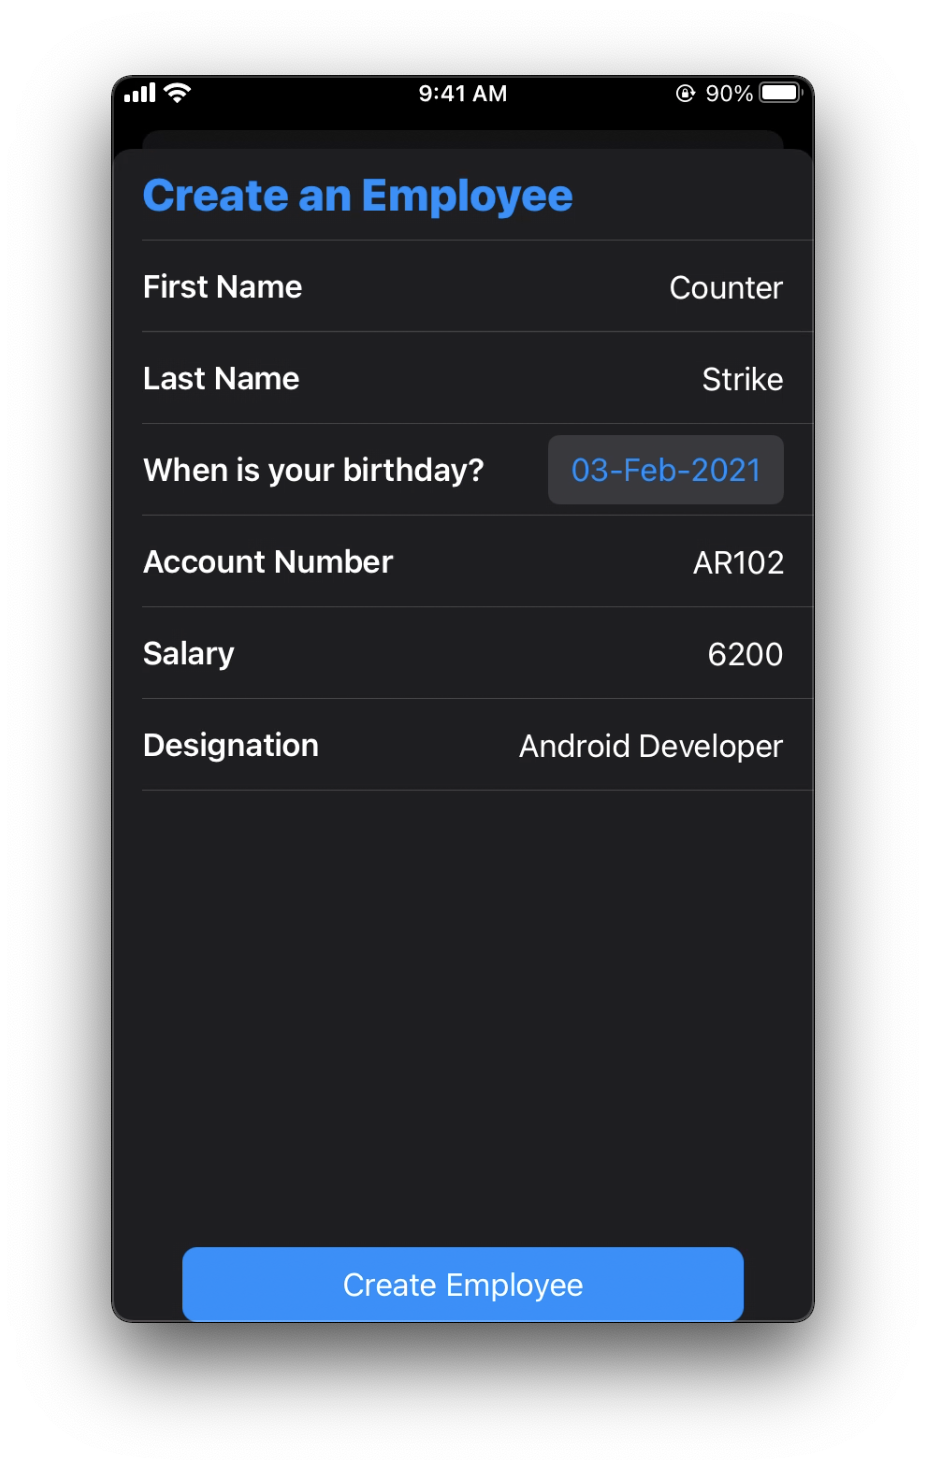 9:41 AM 90%
Create an Employee
First Name Counter
Last Name Strike
When is your birthday? 03-Feb-2021
Account Number AR102
Salary 6200
Designation Android Developer
Create Employee